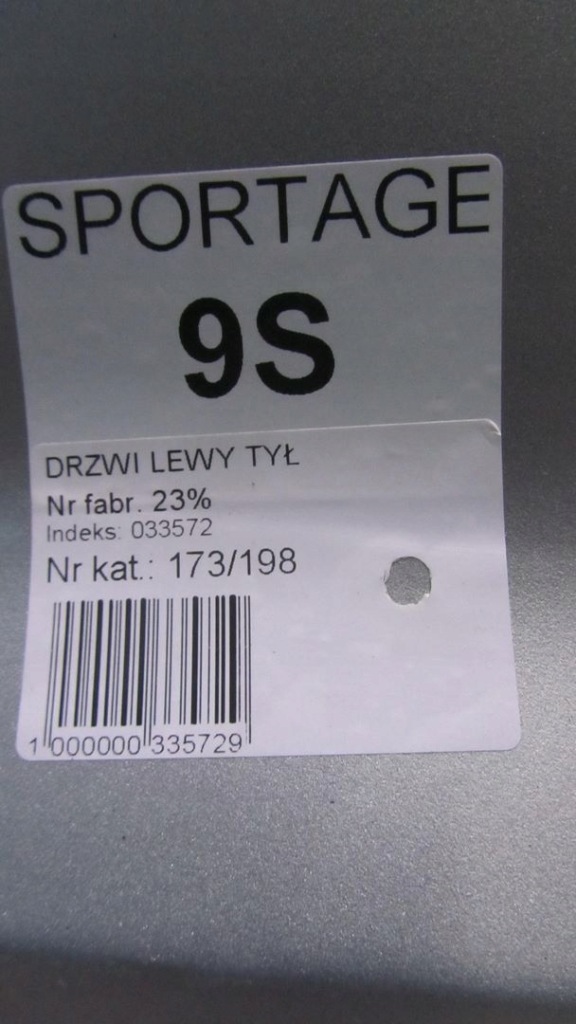 SPORTAGE
9S
DRZWI LEWY TYŁ
Nr fabr. 23%
Indeks: 033572
Nr kat.: 173/198
1 000000 335729